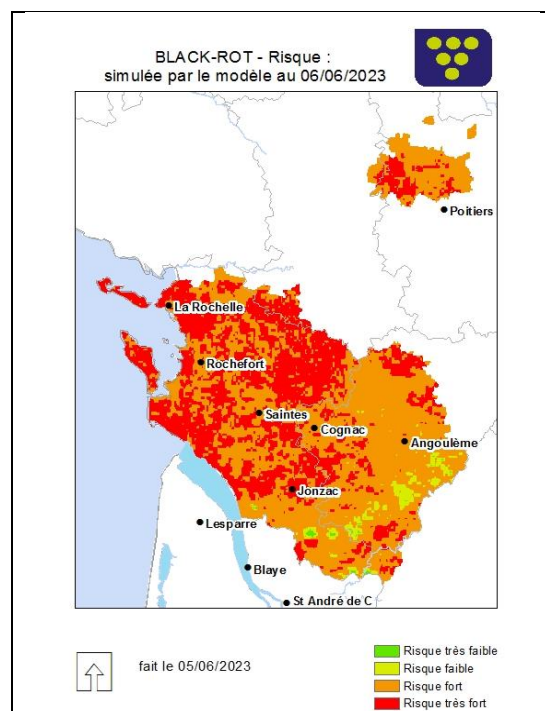 BLACK-ROT - Risque :
simulée par le modèle au 06/06/2023
Poitiers
La Rochelle
Rochefort
Saintes
Cognac
Angoulême
Jonzac
Lesparre
Blaye
St André de C
fait le 05/06/2023
Risque très faible
Risque faible
Risque fort
Risque très fort